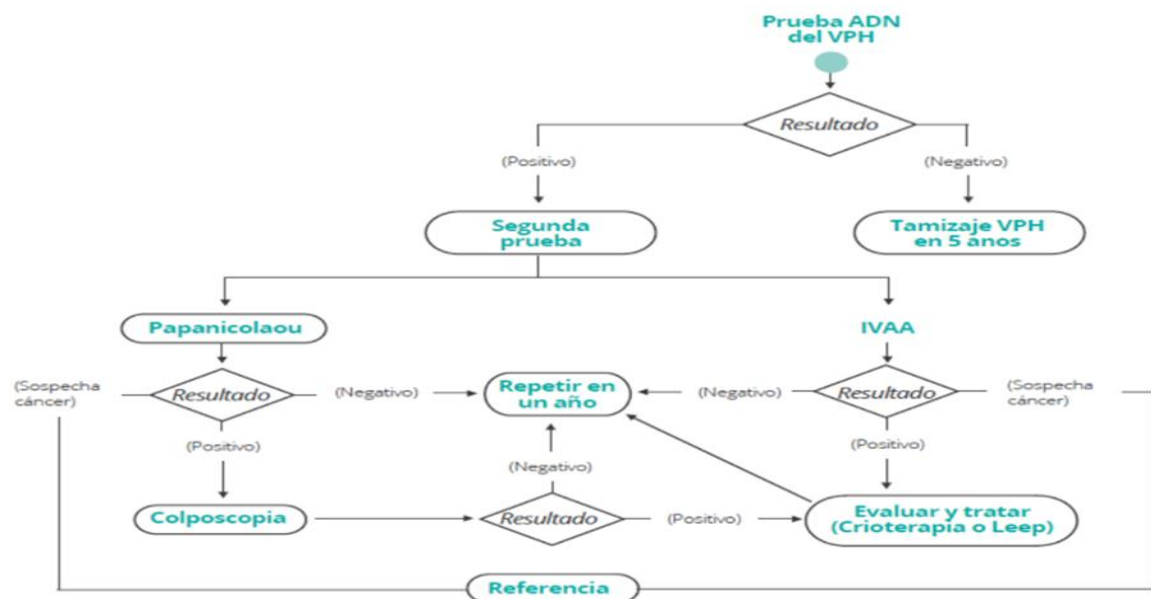 Prueba ADN
del VPH
Resultado
(Positivo)
(Negativo)
Segunda
prueba
Tamizaje VPH
en 5 anos
Papanicolaou
IVAA
(Sospecha
cáncer)
Resultado
(Negativo)
Repetir en
un año
(Negativo)
Resultado
(Sospecha
cáncer)
(Positivo)
(Positivo)
(Negativo)
Colposcopia
Resultado
(Positivo)
Evaluar y tratar
(Crioterapia o Leep)
Referencia